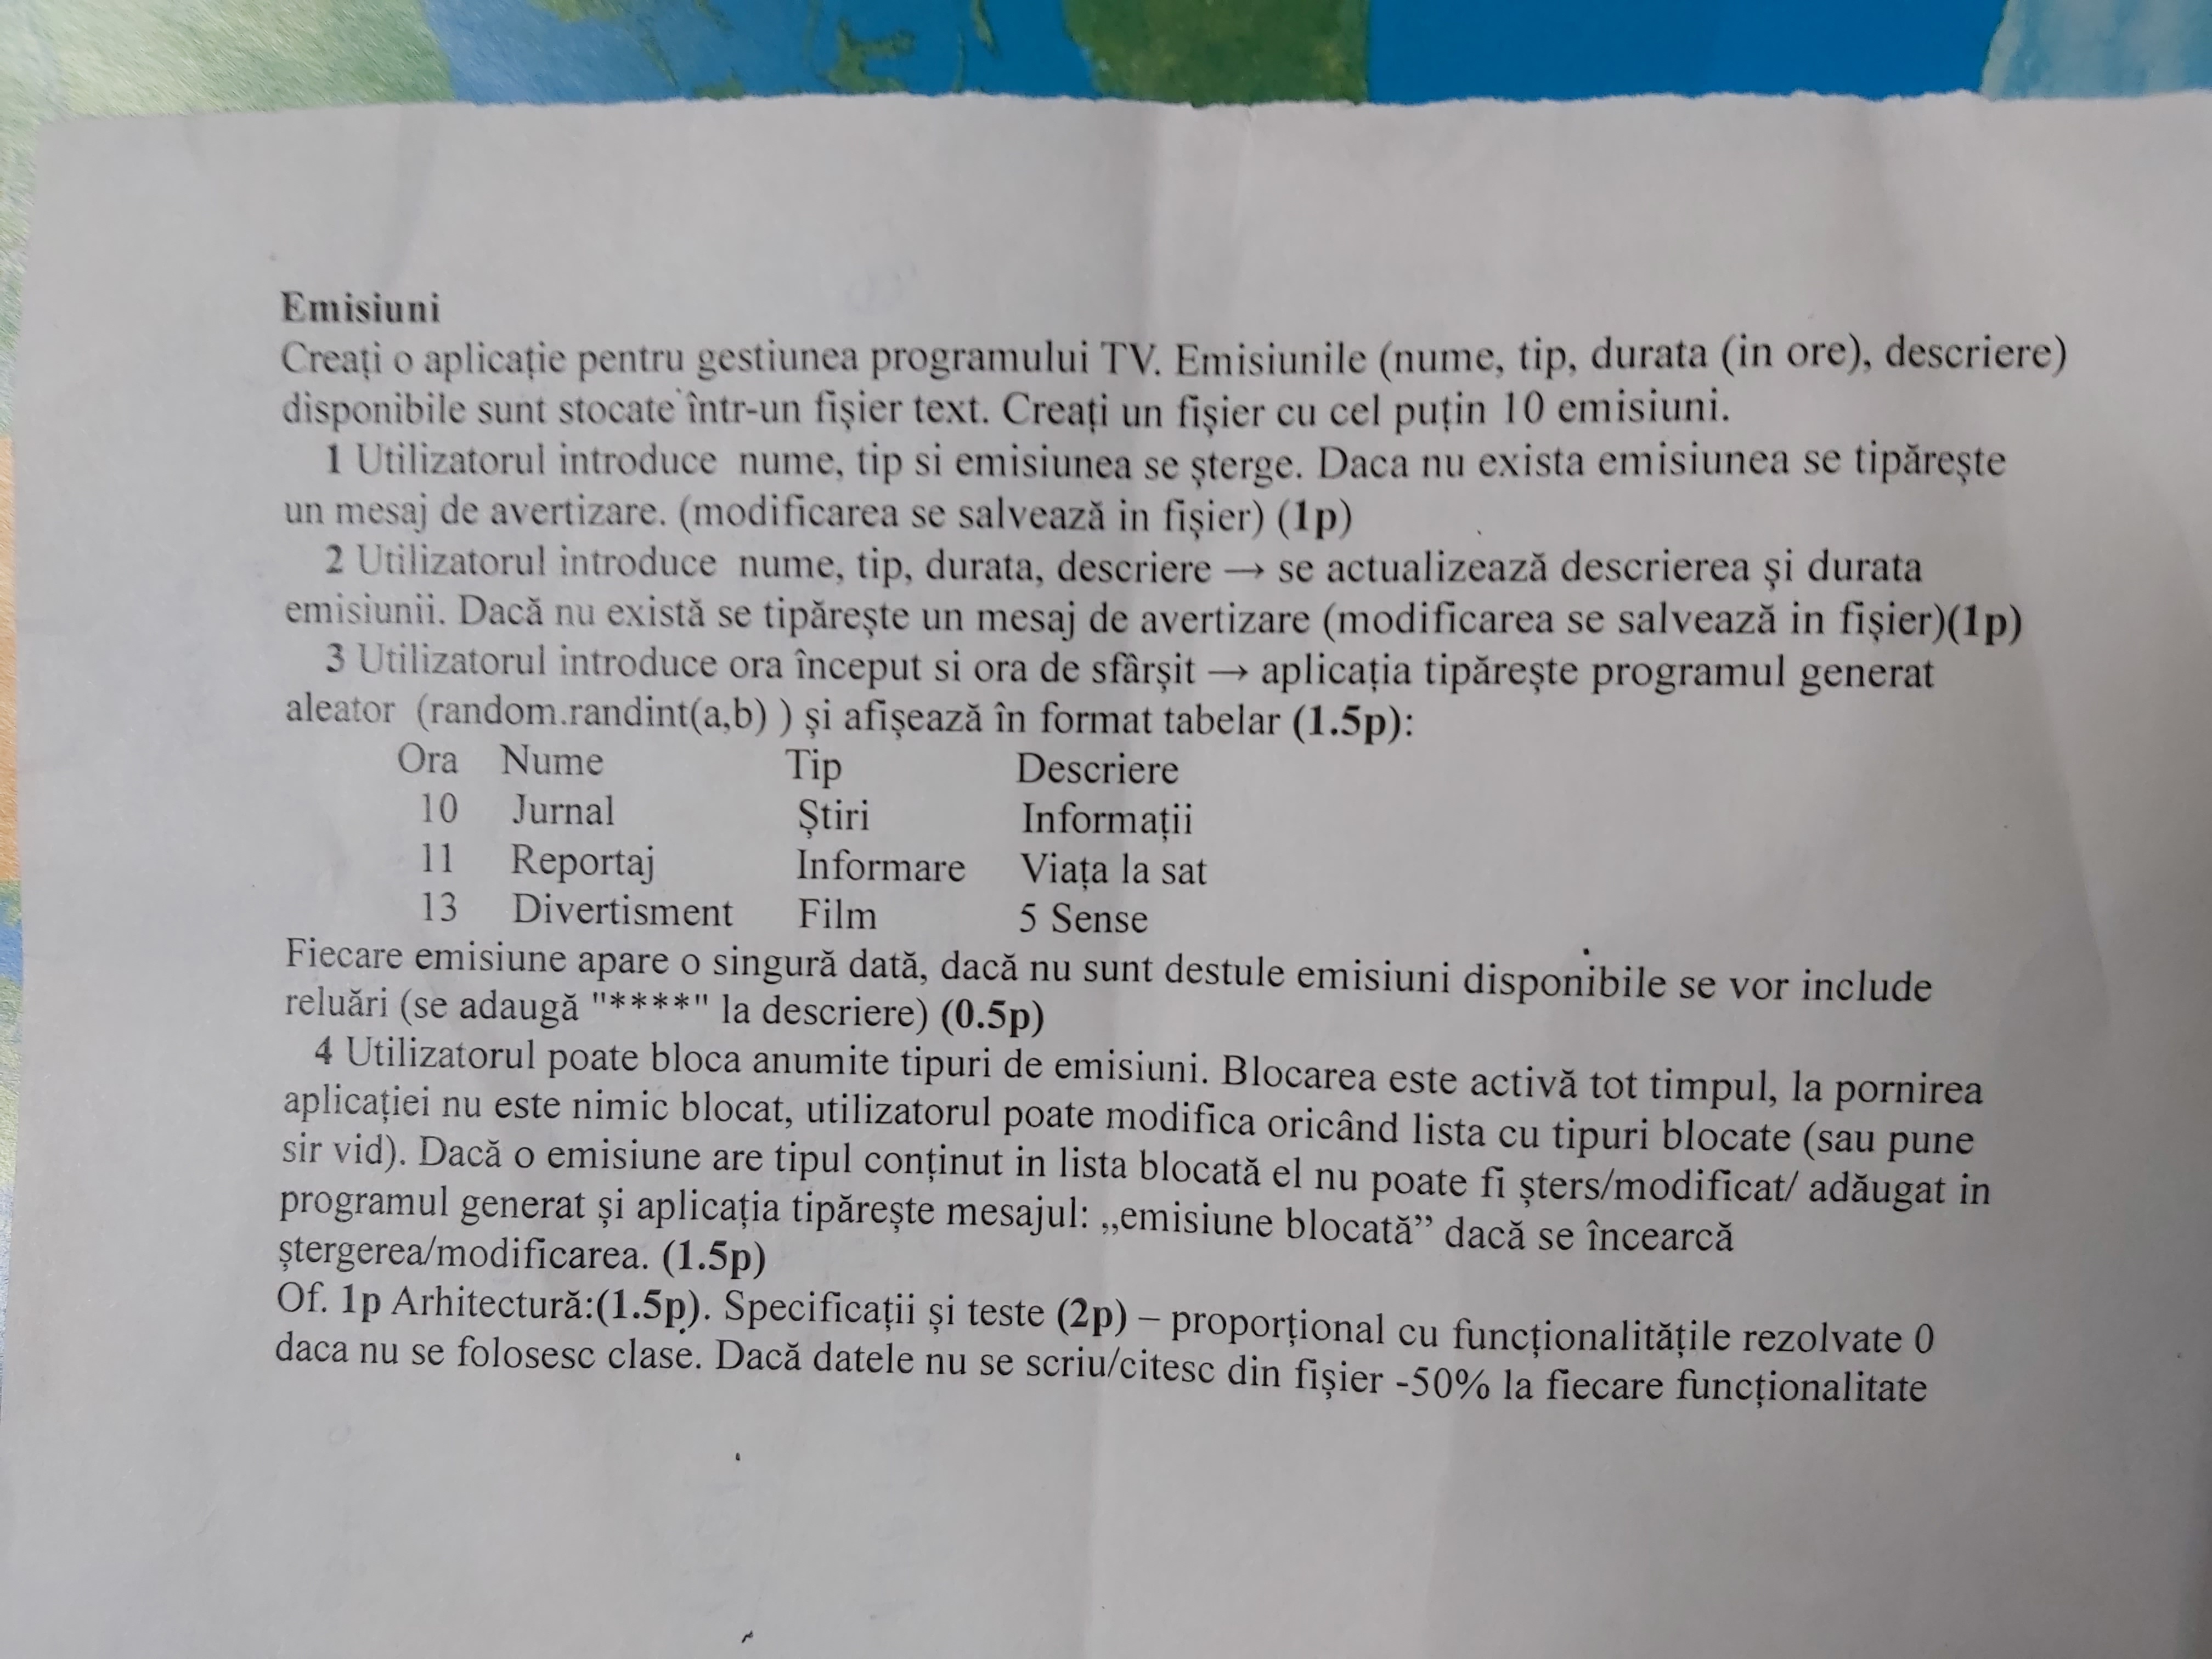 Emisiuni
Creați o aplicație pentru gestiunea programului TV. Emisiunile (nume, tip, durata (in ore), descriere)
disponibile sunt stocate într-un fișier text. Creați un fișier cu cel puțin 10 emisiuni.
1 Utilizatorul introduce nume, tip si emisiunea se șterge. Daca nu exista emisiunea se tipărește
un mesaj de avertizare. (modificarea se salvează in fișier) (1p)
2 Utilizatorul introduce nume, tip, durata, descriere → se actualizează descrierea și durata
emisiunii. Dacă nu există se tipărește un mesaj de avertizare (modificarea se salvează in fișier)(1p)
3 Utilizatorul introduce ora început si ora de sfârșit → aplicația tipărește programul generat
aleator (random.randint(a,b) ) și afișează în format tabelar (1.5p):
Ora Nume Tip Descriere
10 Jurnal Știri Informații
11 Reportaj Informare Viața la sat
13 Divertisment Film 5 Sense
Fiecare emisiune apare o singură dată, dacă nu sunt destule emisiuni disponibile se vor include
reluări (se adaugă "****" la descriere) (0.5p)
4 Utilizatorul poate bloca anumite tipuri de emisiuni. Blocarea este activă tot timpul, la pornirea
aplicației nu este nimic blocat, utilizatorul poate modifica oricând lista cu tipuri blocate (sau pune
sir vid). Dacă o emisiune are tipul conținut in lista blocată el nu poate fi șters/modificat/ adăugat in
programul generat și aplicația tipărește mesajul: „emisiune blocată” dacă se încearcă
ștergerea/modificarea. (1.5p)
Of. 1p Arhitectură:(1.5p). Specificații și teste (2p) – proporțional cu funcționalitățile rezolvate 0
daca nu se folosesc clase. Dacă datele nu se scriu/citesc din fișier -50% la fiecare funcționalitate